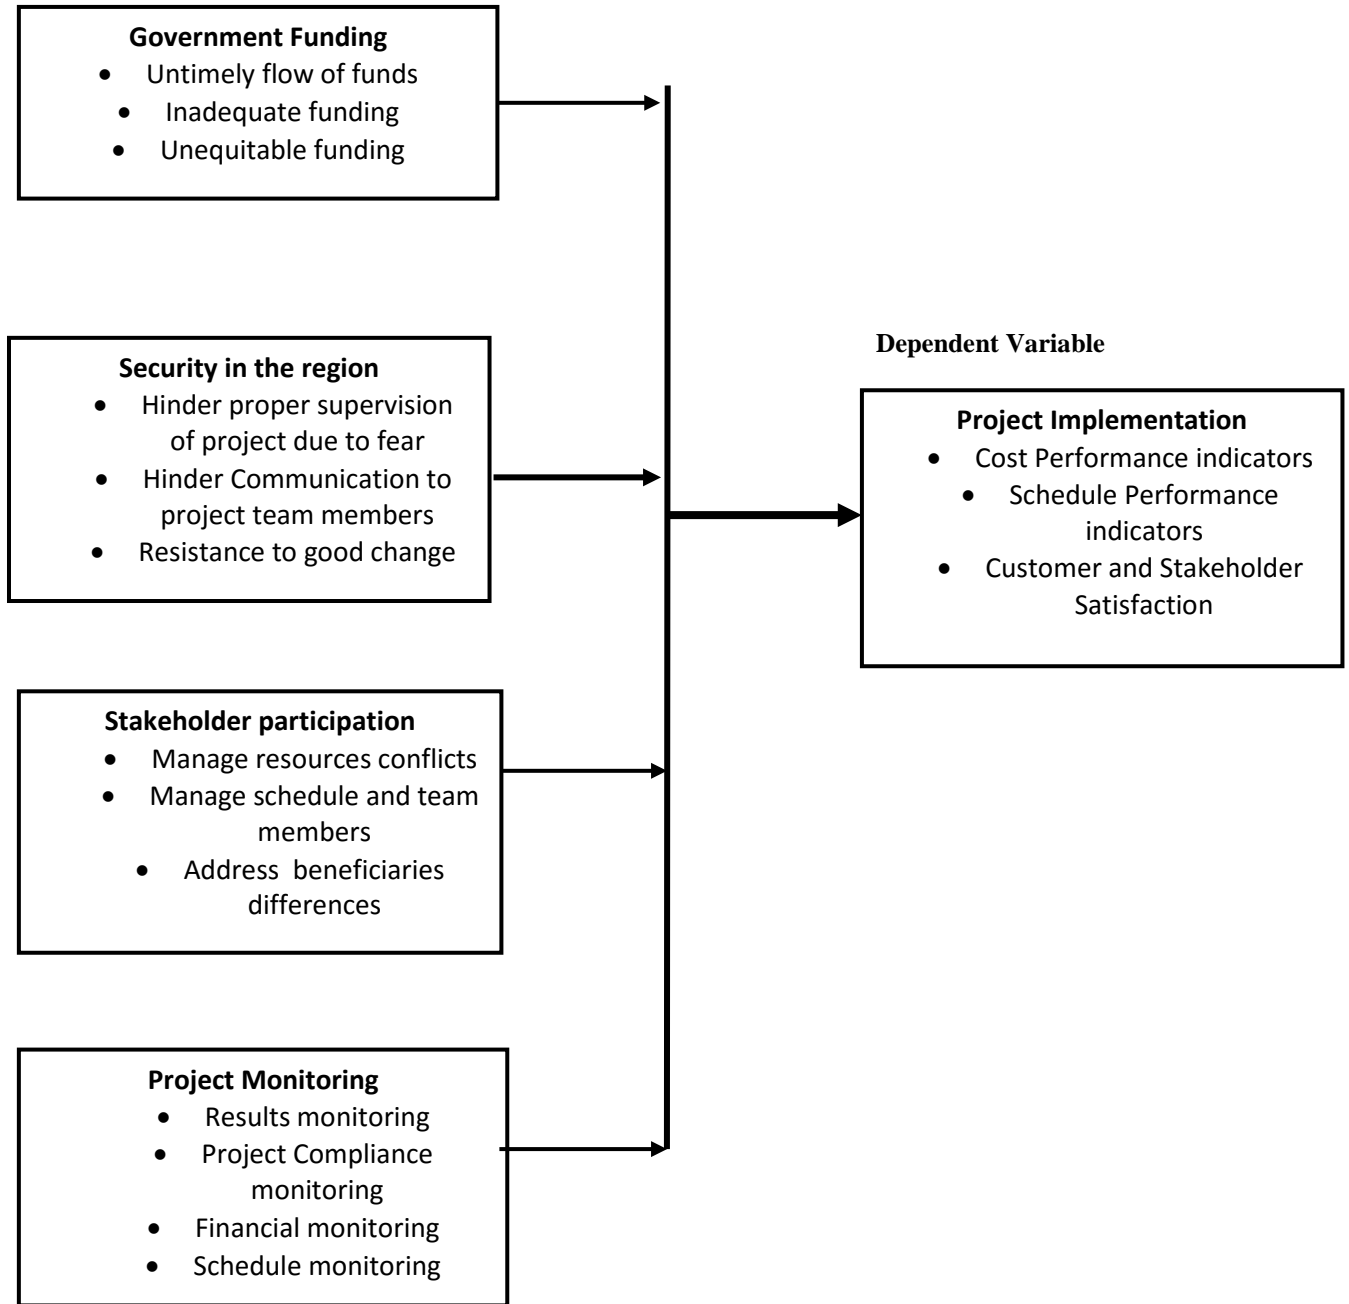 Government Funding
• Untimely flow of funds
• Inadequate funding
• Unequitable funding
Security in the region
• Hinder proper supervision
of project due to fear
• Hinder Communication to
project team members
• Resistance to good change
Dependent Variable
Project Implementation
• Cost Performance indicators
• Schedule Performance
indicators
• Customer and Stakeholder
Satisfaction
Stakeholder participation
• Manage resources conflicts
• Manage schedule and team
members
• Address  beneficiaries
differences
Project Monitoring
• Results monitoring
• Project Compliance
monitoring
• Financial monitoring
• Schedule monitoring